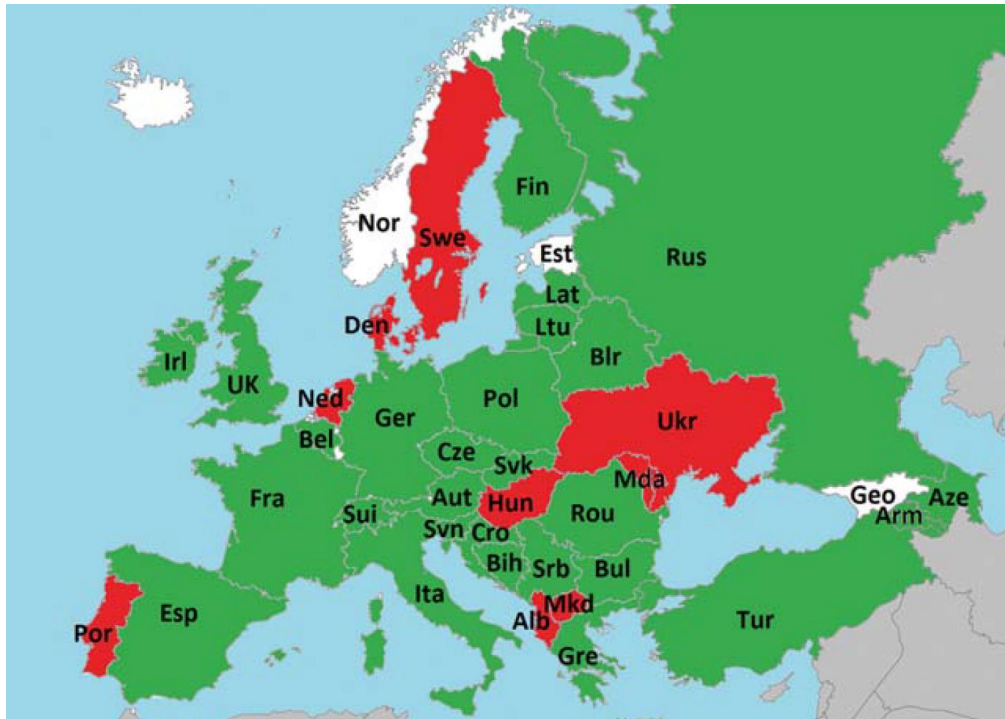 Fin
Nor
Swe
Est
Rus
Lat
Den
Ltu
Irl
Blr
UK
Ned
Pol
Ger
Ukr
Bel
Cze
Svk
Mda
Fra
Aut
Hun
Geo
Aze
Sui
Rou
Arm
Svn
Cro
Bih
Srb
Bul
Ita
Mkd
Esp
Por
Alb
Tur
Gre